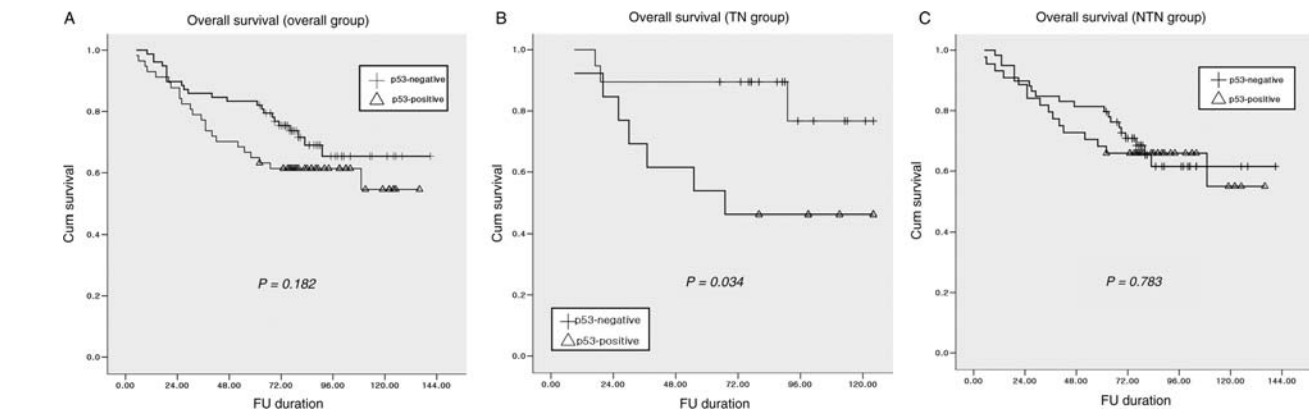 A
Overall survival (overall group)
Cum survival
1.0
0.8
0.6
0.4
0.2
0.0
p53-negative
p53-positive
P = 0.182
0.00 24.00 48.00 72.00 96.00 120.00 144.00
FU duration
B
Overall survival (TN group)
Cum survival
1.0
0.8
0.6
0.4
0.2
0.0
P = 0.034
p53-negative
p53-positive
0.00 24.00 48.00 72.00 96.00 120.00
FU duration
C
Overall survival (NTN group)
Cum survival
1.0
0.8
0.6
0.4
0.2
0.0
p53-negative
p53-positive
P = 0.783
0.00 24.00 48.00 72.00 96.00 120.00 144.00
FU duration